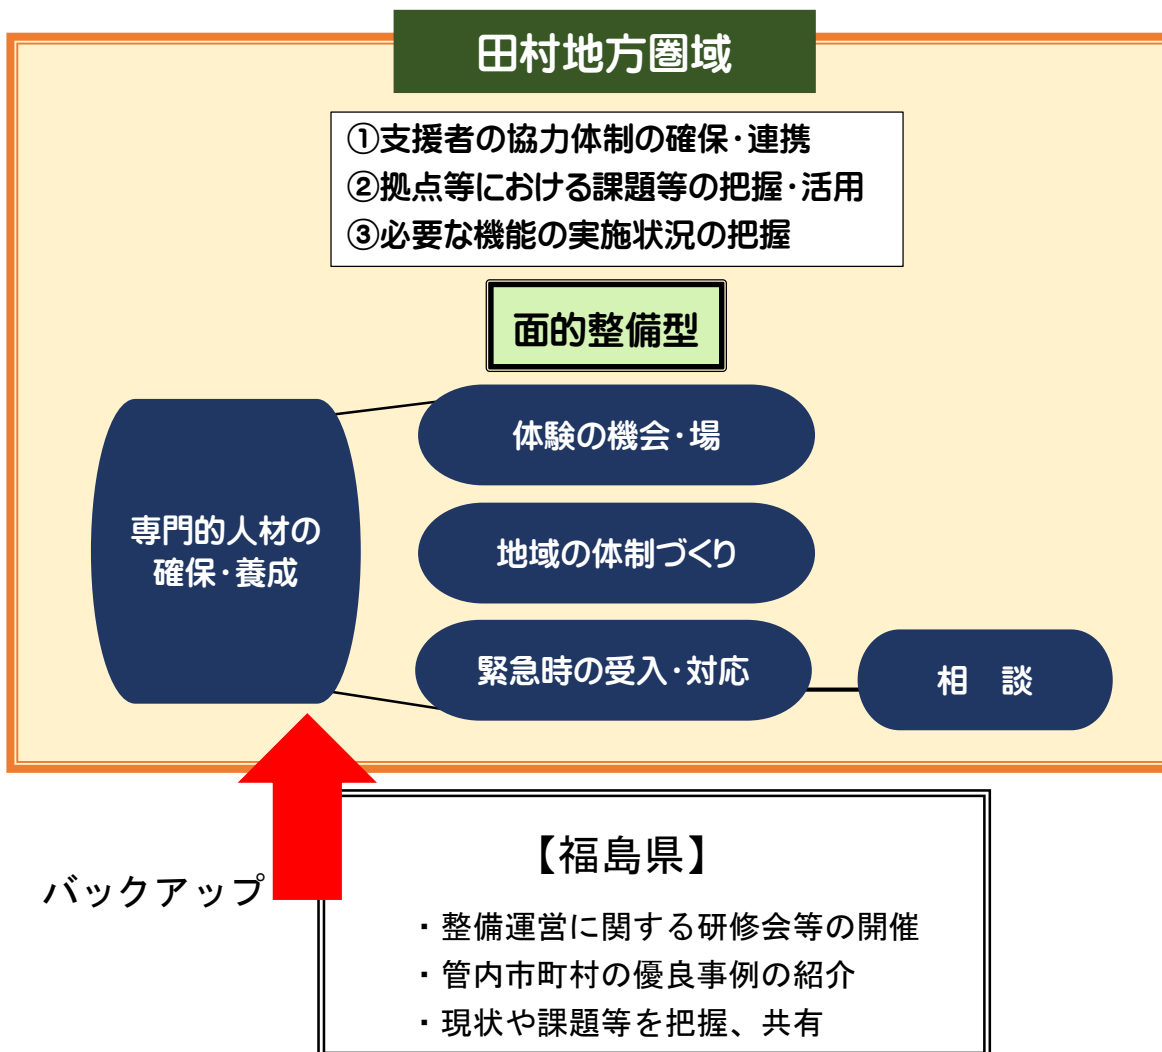 田村地方圏域
①支援者の協力体制の確保・連携
②拠点等における課題等の把握・活用
③必要な機能の実施状況の把握
面的整備型
専門的人材の
確保・養成
体験の機会・場
地域の体制づくり
緊急時の受入・対応
相　談
バックアップ
【福島県】
・整備運営に関する研修会等の開催
・管内市町村の優良事例の紹介
・現状や課題等を把握、共有